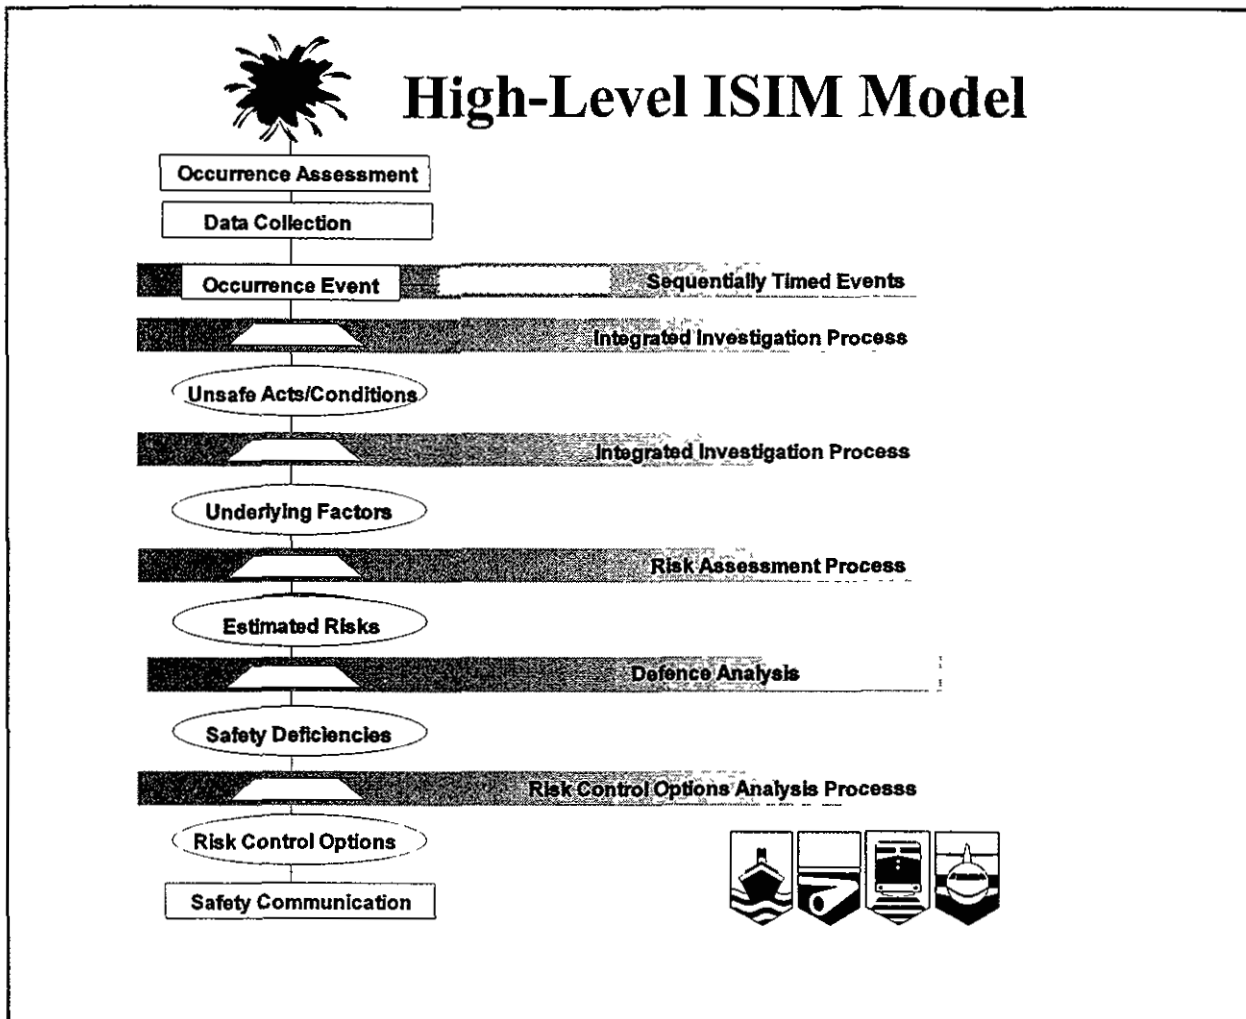 High-Level ISIM Model
Occurrence Assessment
Data Collection
Occurrence Event
Sequentially Timed Events
Integrated Investigation Process
Unsafe Acts/Conditions
Integrated Investigation Process
Underlying Factors
Risk Assessment Process
Estimated Risks
Defence Analysis
Safety Deficiencies
Risk Control Options Analysis Processs
Risk Control Options
Safety Communication